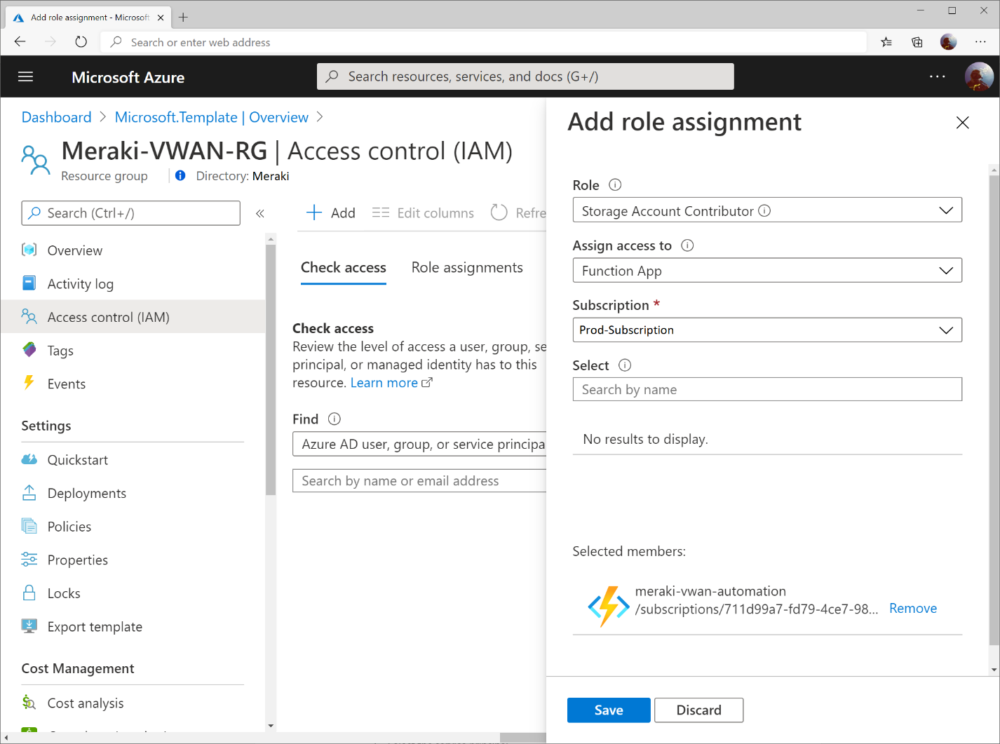 Add role assignment - Microsoft
Search or enter web address
Microsoft Azure
Search resources, services, and docs (G+/)
Dashboard > Microsoft.Template | Overview >
Meraki-VWAN-RG | Access control (IAM)
Resource group
Directory: Meraki
Search (Ctrl+/)
Overview
Activity log
Access control (IAM)
Tags
Events
Settings
Quickstart
Deployments
Policies
Properties
Locks
Export template
Cost Management
Cost analysis
Add
Edit columns
Refre
Check access
Role assignments
Check access
Review the level of access a user, group, se
principal, or managed identity has to this
resource. Learn more
Find
Azure AD user, group, or service principa
Search by name or email address
Add role assignment
Role
Storage Account Contributor
Assign access to
Function App
Subscription *
Prod-Subscription
Select
Search by name
No results to display.
Selected members:
meraki-vwan-automation
/subscriptions/711d99a7-fd79-4ce7-98...
Remove
Save
Discard